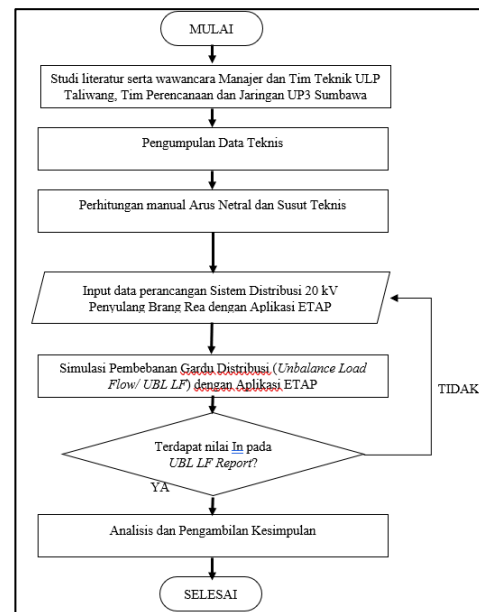 MULAI
Studi literatur serta wawancara Manajer dan Tim Teknik ULP
Taliwang, Tim Perencanaan dan Jaringan UP3 Sumbawa
Pengumpulan Data Teknis
Perhitungan manual Arus Netral dan Susut Teknis
Input data perancangan Sistem Distribusi 20 kV
Penyulang Brang Rea dengan Aplikasi ETAP
Simulasi Pembebanan Gardu Distribusi (Unbalance Load
Flow/ UBL LF) dengan Aplikasi ETAP
TIDAK
Terdapat nilai In pada
UBL LF Report?
YA
Analisis dan Pengambilan Kesimpulan
SELESAI